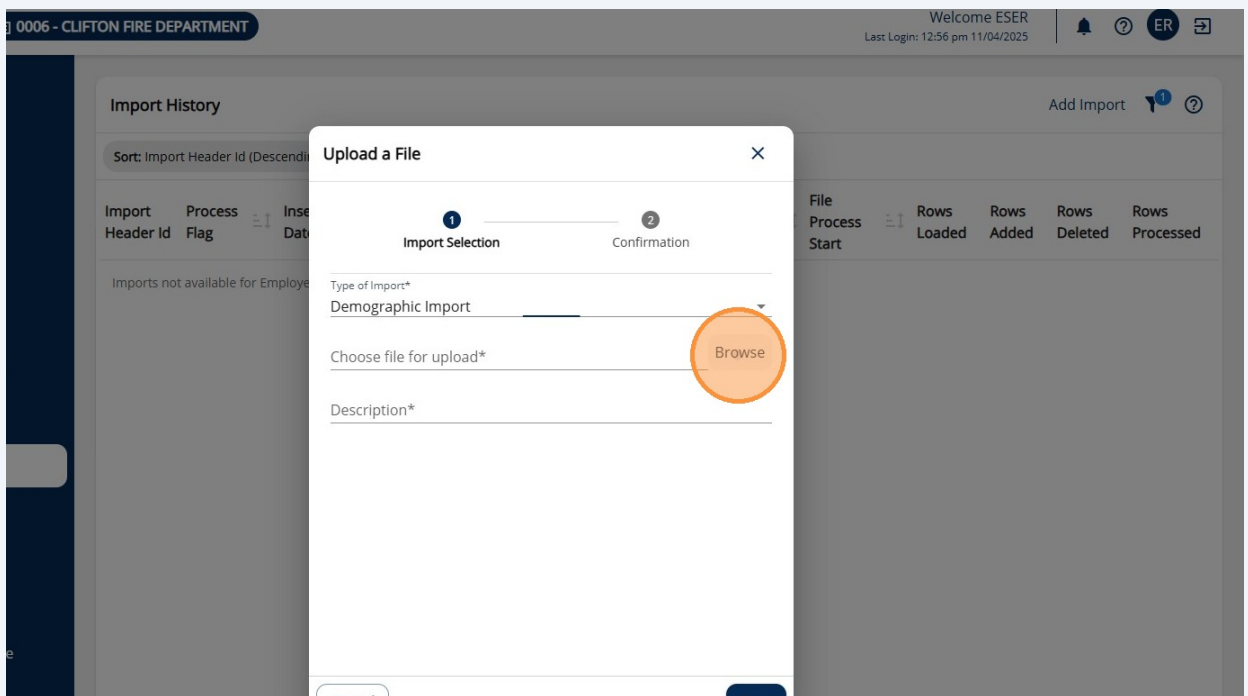 0006 - CLIFTON FIRE DEPARTMENT
Welcome ESER
Last Login: 12:56 pm 11/04/2025
ER
Import History
Add Import
1
Sort: Import Header Id (Descendi
Upload a File
Import Header Id
Process Flag
Inse
Dat
File Process Start
Rows Loaded
Rows Added
Rows Deleted
Rows Processed
1
2
Import Selection
Confirmation
Imports not available for Employe
Type of Import*
Demographic Import
Choose file for upload*
Browse
Description*
e